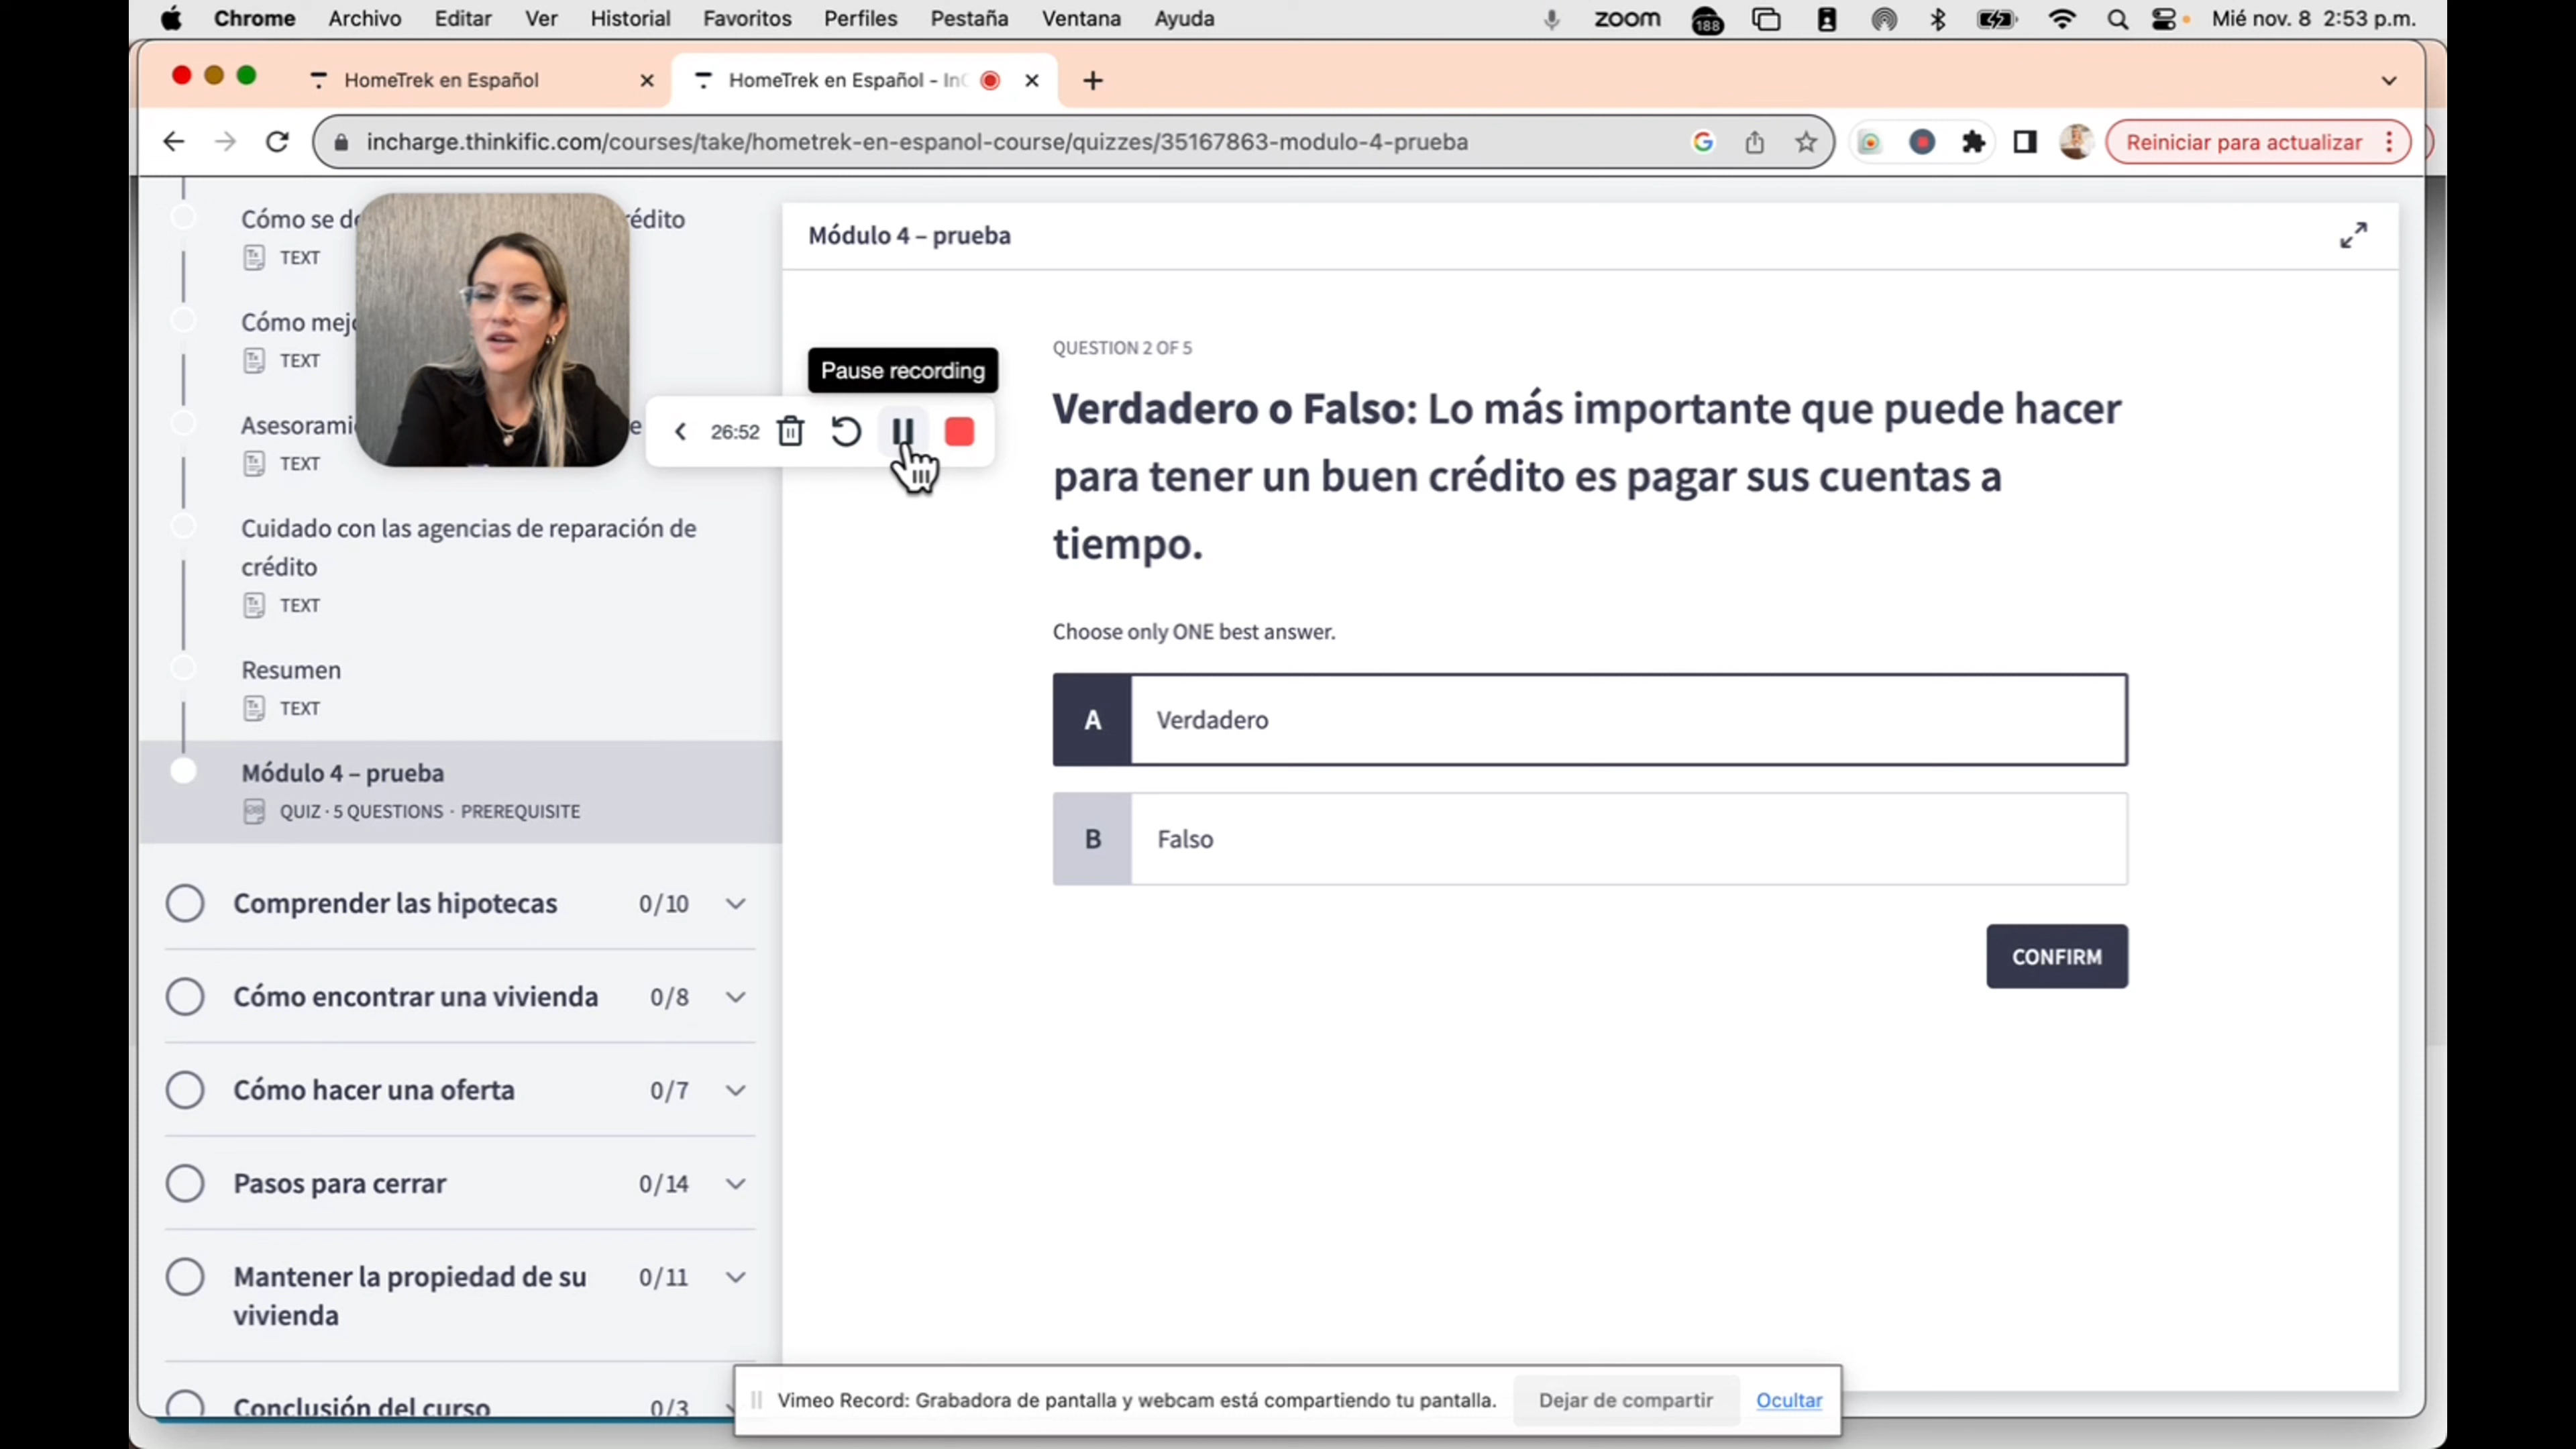 Chrome Archivo Editar Ver Historial Favoritos Perfiles Pestaña Ventana Ayuda
zoom 188 Mié nov. 8 2:53 p.m.
HomeTrek en Español
HomeTrek en Español - In
incharge.thinkific.com/courses/take/hometrek-en-espanol-course/quizzes/35167863-modulo-4-prueba
Reiniciar para actualizar
Cómo se rédito
TEXT
Cómo
TEXT
TEXT
Cuidado con las agencias de reparación de
crédito
TEXT
Resumen
TEXT
Módulo 4 – prueba
QUIZ · 5 QUESTIONS · PREREQUISITE
Comprender las hipotecas 0/10
Cómo encontrar una vivienda 0/8
Cómo hacer una oferta 0/7
Pasos para cerrar 0/14
Mantener la propiedad de su 0/11
vivienda
Conclusión del curso 0/3
Pause recording
26:52
Módulo 4 – prueba
QUESTION 2 OF 5
Verdadero o Falso: Lo más importante que puede hacer
para tener un buen crédito es pagar sus cuentas a
tiempo.
Choose only ONE best answer.
A Verdadero
B Falso
CONFIRM
Vimeo Record: Grabadora de pantalla y webcam está compartiendo tu pantalla. Dejar de compartir Ocultar